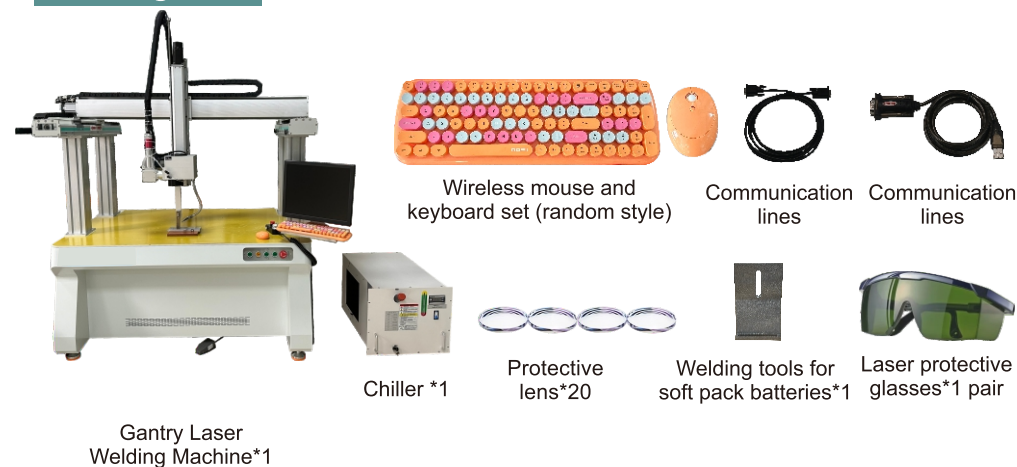 Wireless mouse and
keyboard set (random style)
Communication
lines
Communication
lines
Chiller *1
Protective
lens*20
Welding tools for
soft pack batteries*1
Laser protective
glasses*1 pair
Gantry Laser
Welding Machine*1